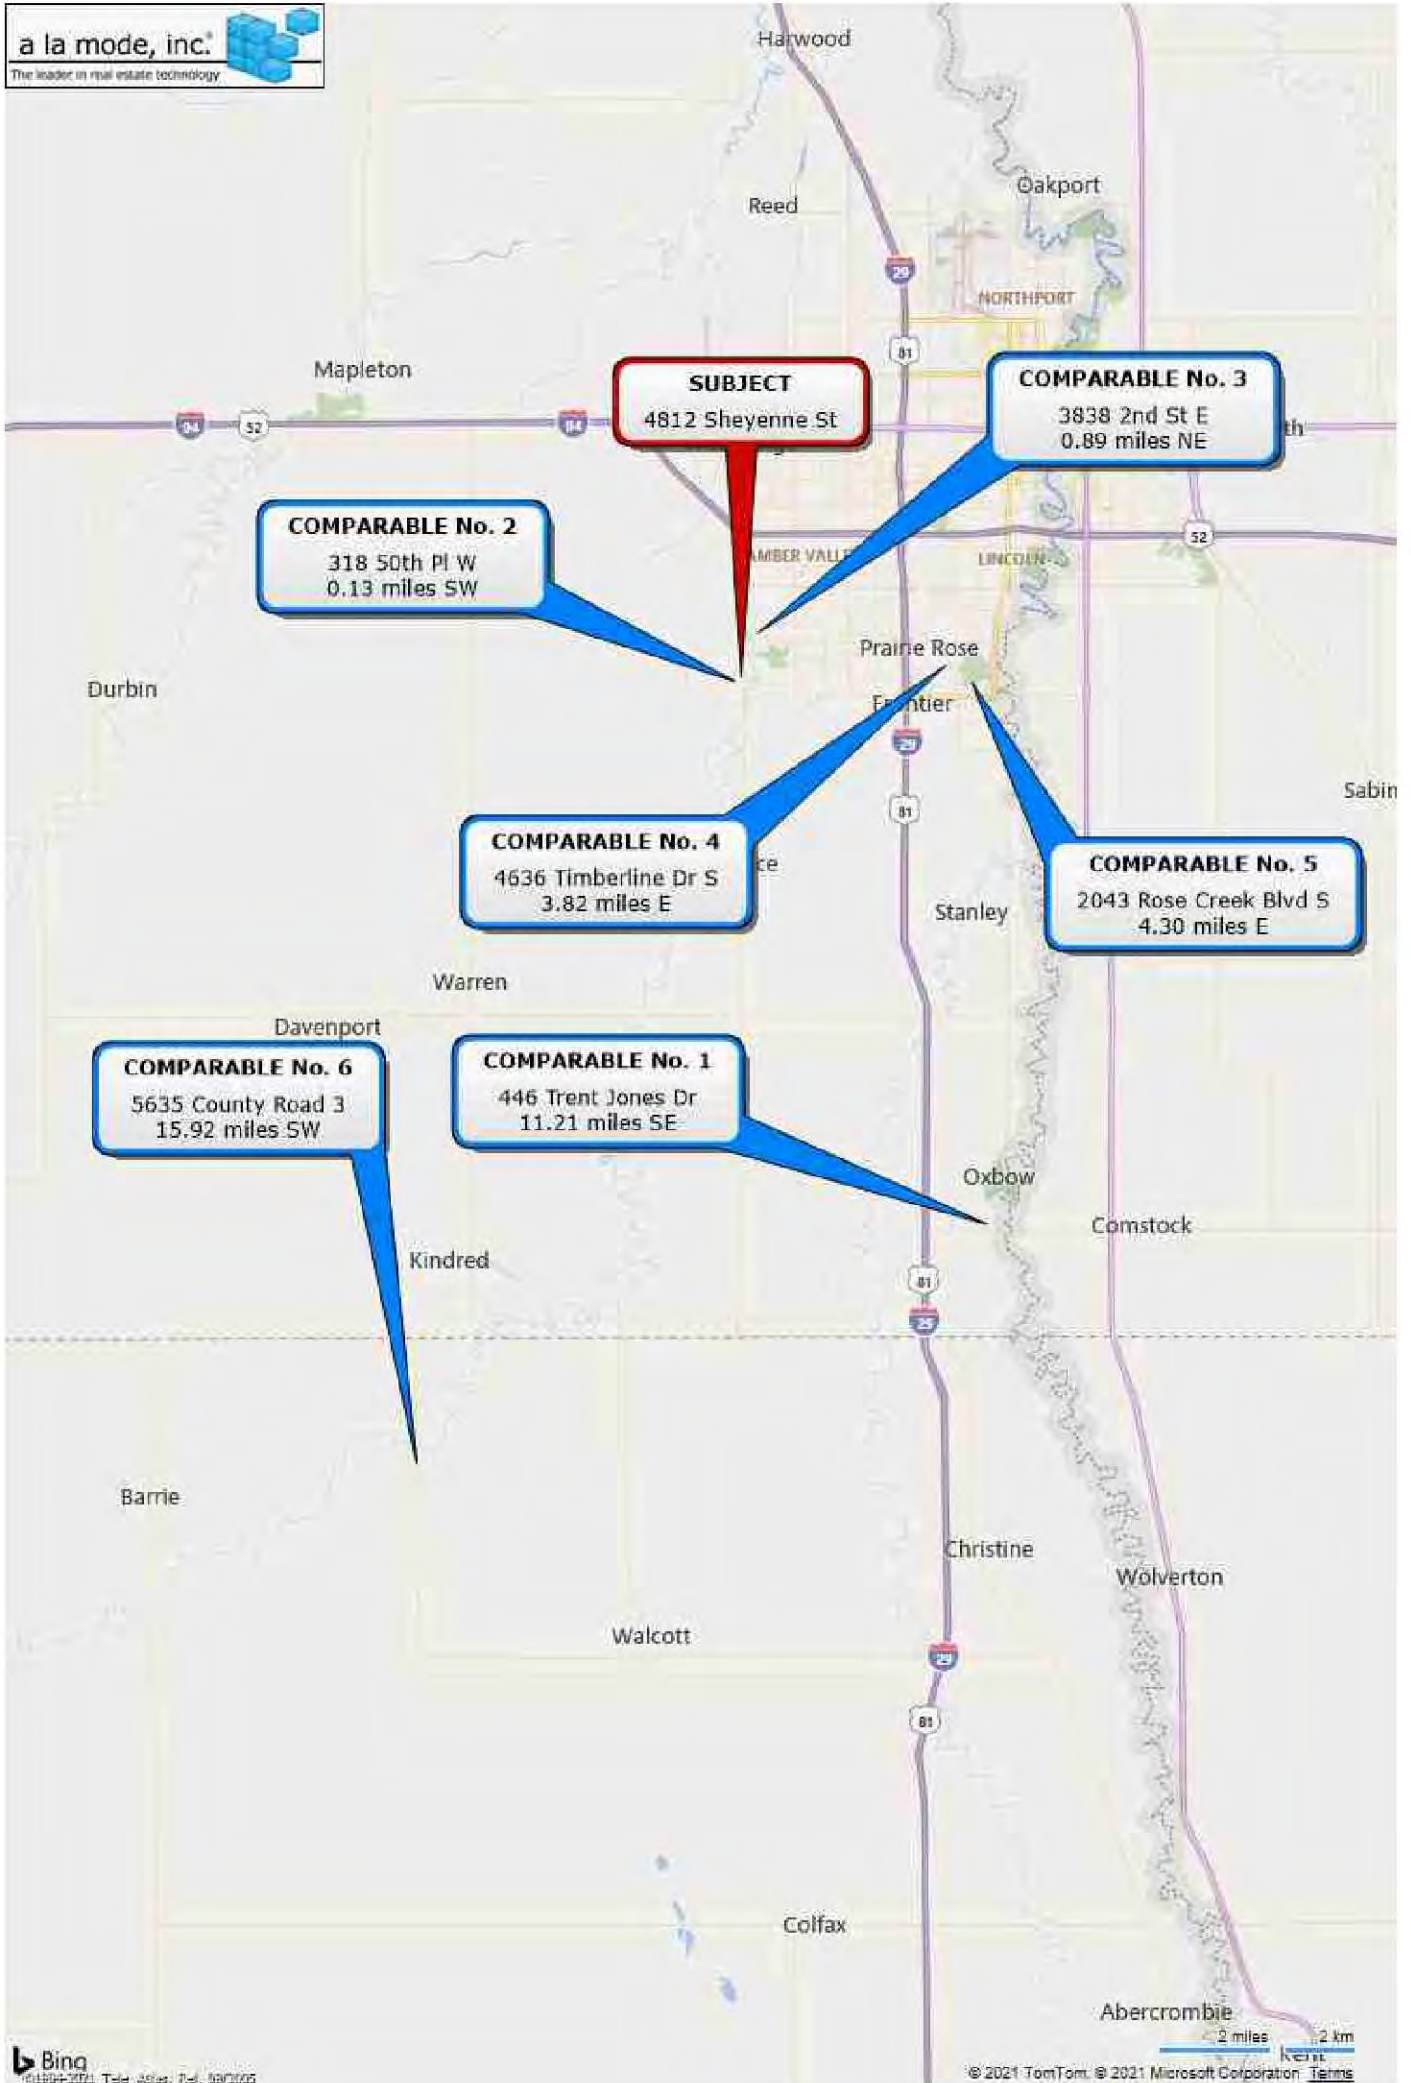 a la mode, inc.
The leader in real estate technology
Harwood
Oakport
Reed
29
NORTHPORT
81
Mapleton
SUBJECT
4812 Sheyenne St
COMPARABLE No. 3
3838 2nd St E
0.89 miles NE
94
52
94
th
COMPARABLE No. 2
318 50th Pl W
0.13 miles SW
52
AMBER VALLE
LINCOLN
Prairie Rose
Durbin
Frontier
29
Sabin
81
COMPARABLE No. 4
4636 Timberline Dr S
3.82 miles E
ce
COMPARABLE No. 5
2043 Rose Creek Blvd S
4.30 miles E
Stanley
Warren
Davenport
COMPARABLE No. 6
5635 County Road 3
15.92 miles SW
COMPARABLE No. 1
446 Trent Jones Dr
11.21 miles SE
Oxbow
Comstock
Kindred
81
29
Barrie
Christine
Wolverton
Walcott
29
81
Colfax
Abercrombie
2 miles
2 km
Kent
Bing
© 2021 TomTom, © 2021 Microsoft Corporation Terms